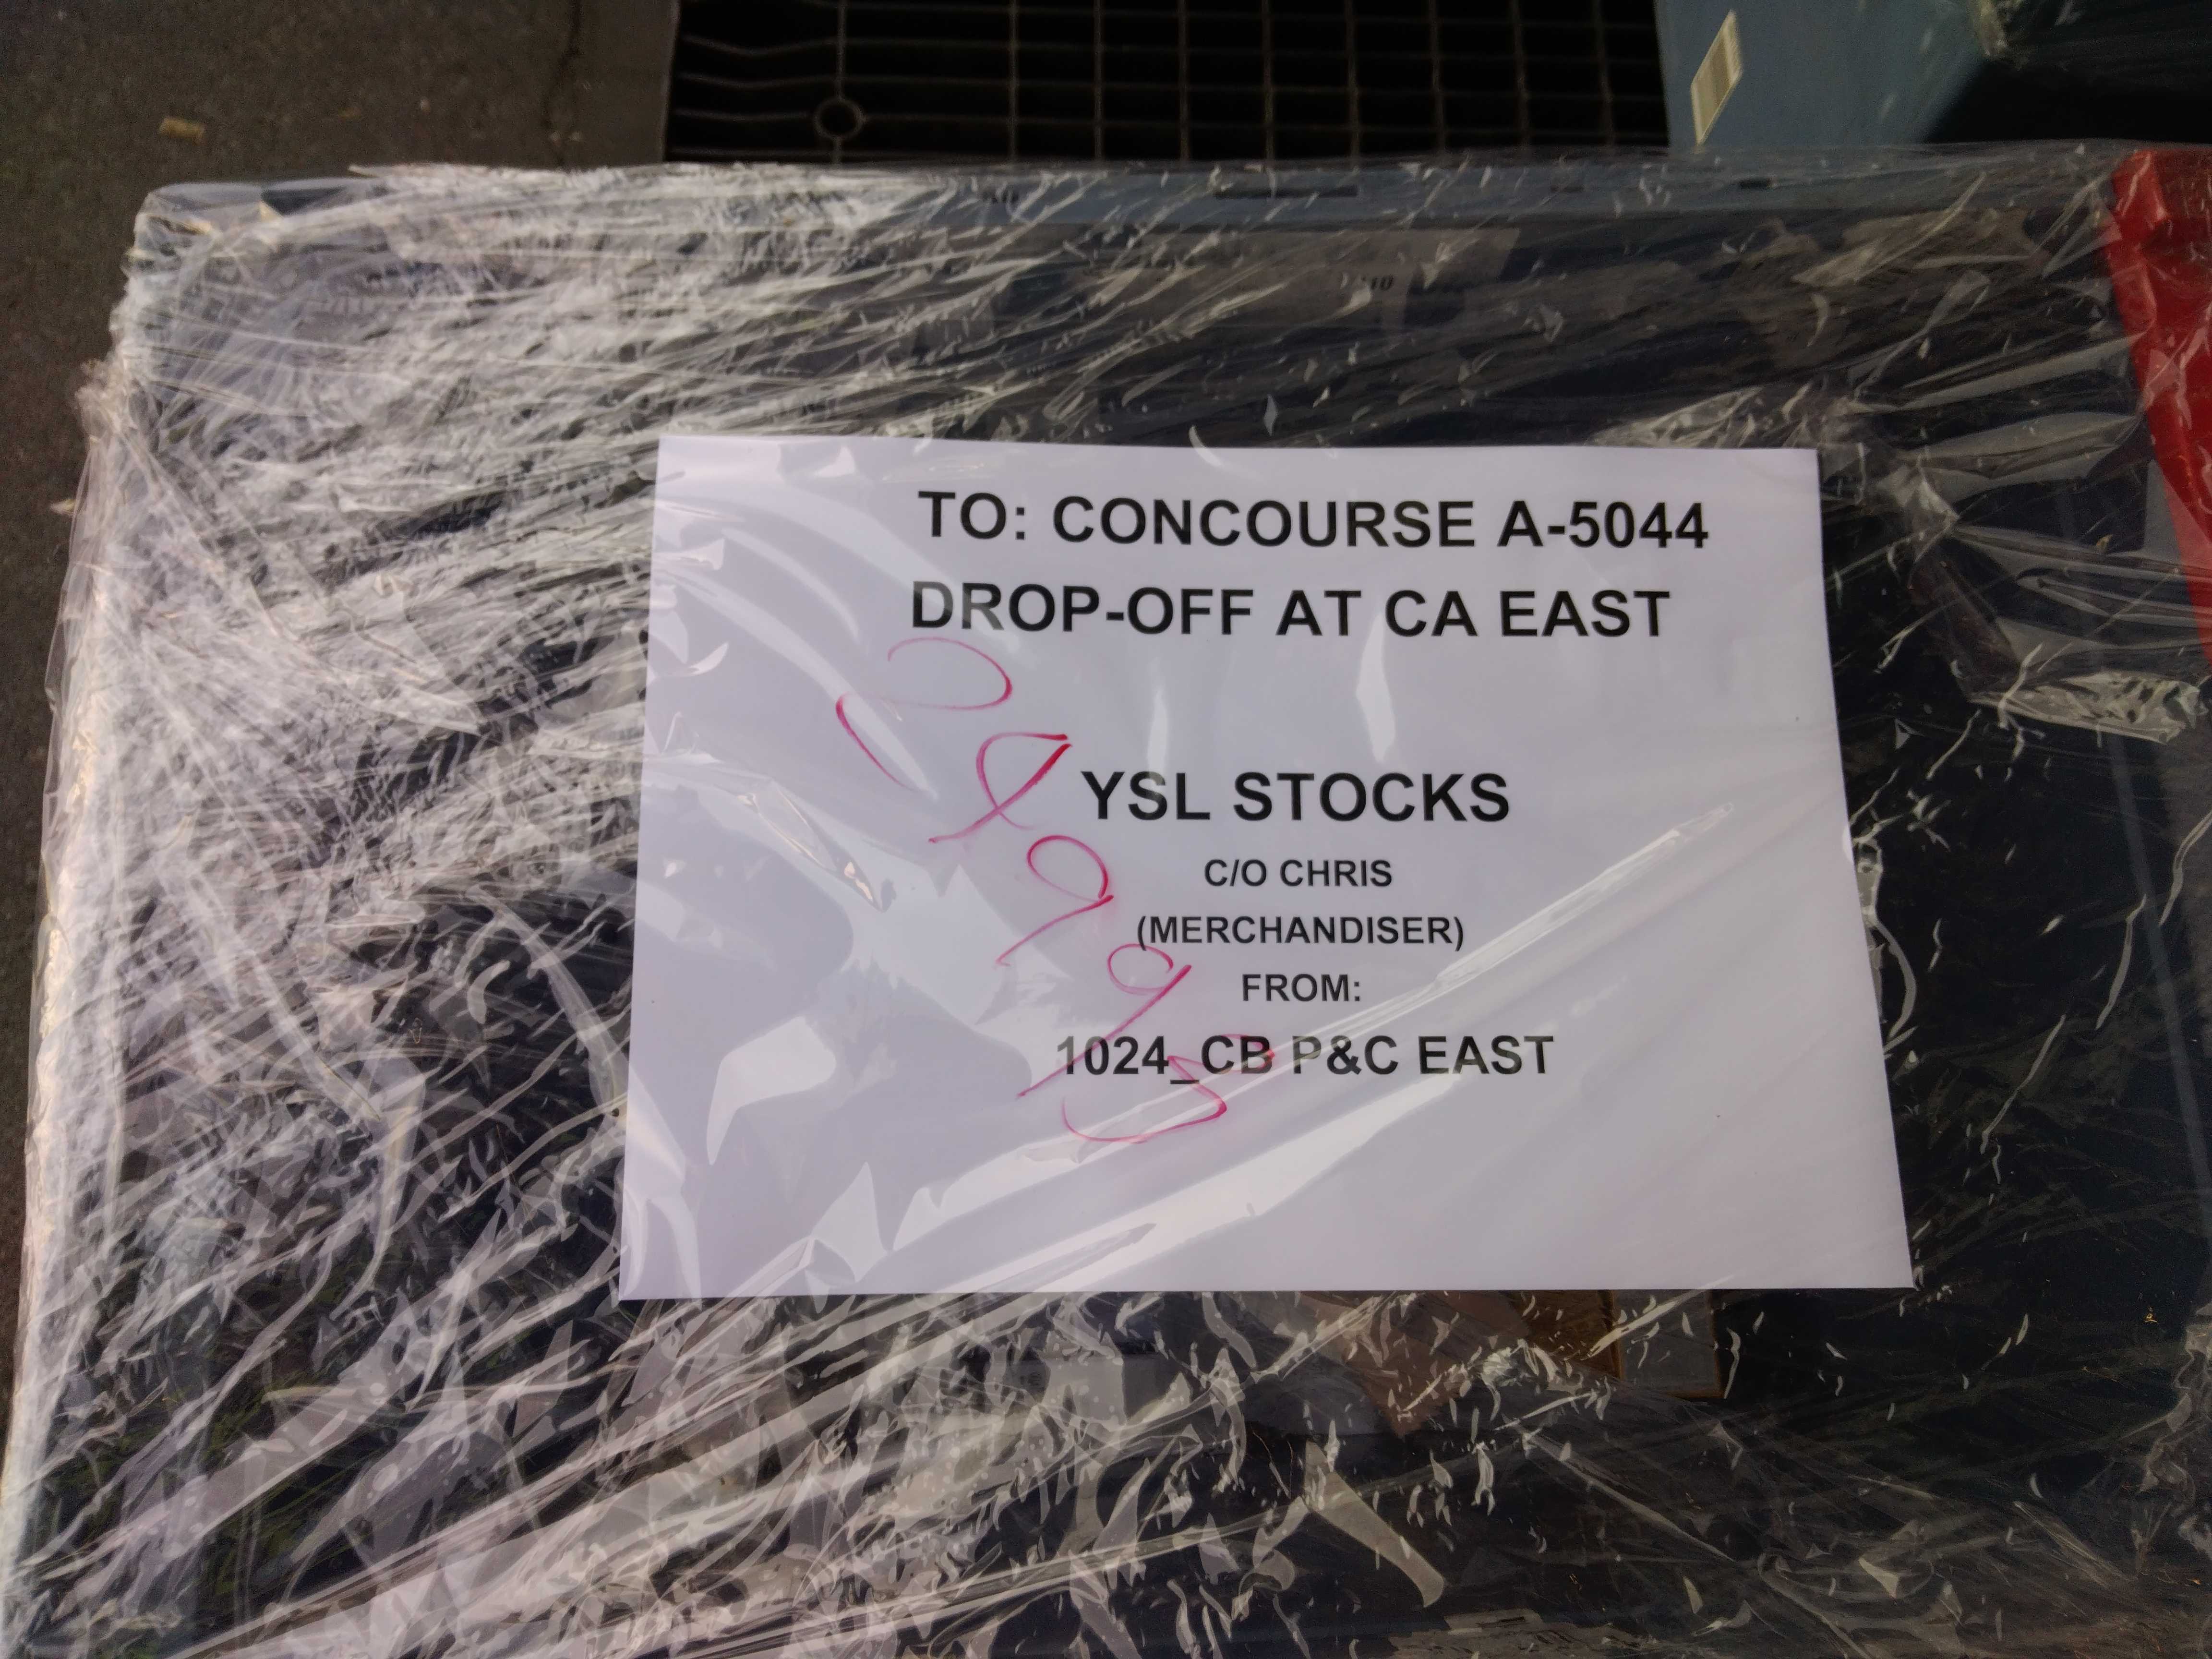 TO: CONCOURSE A-5044
DROP-OFF AT CA EAST
YSL STOCKS
C/O CHRIS
(MERCHANDISER)
FROM:
1024_CB P&C EAST